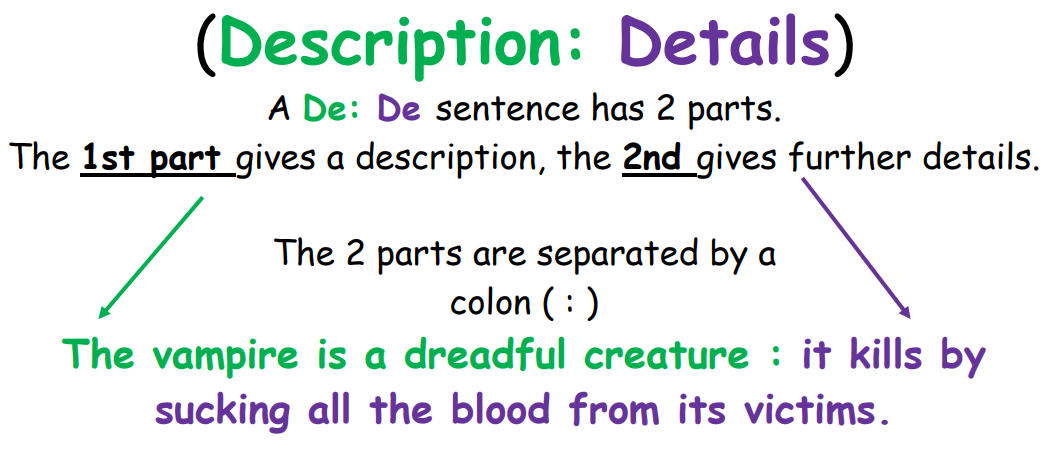 (Description: Details)
A De: De sentence has 2 parts.
The 1st part gives a description, the 2nd gives further details.
The 2 parts are separated by a
colon ( : )
The vampire is a dreadful creature : it kills by
sucking all the blood from its victims.